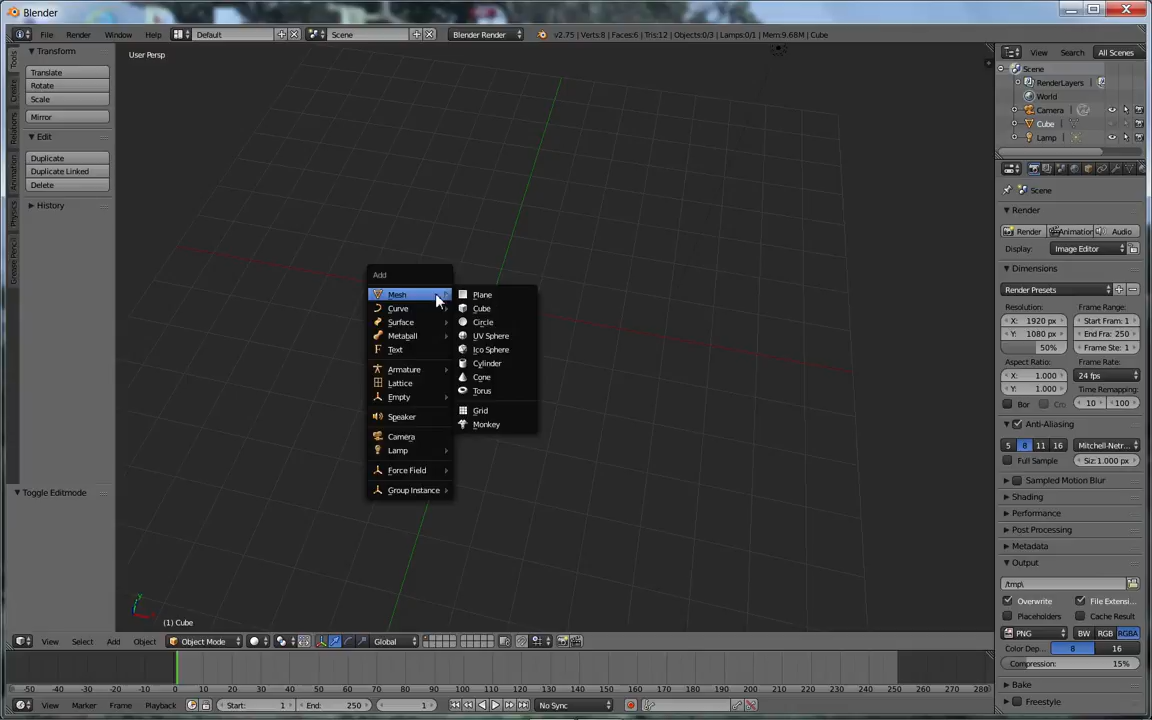 Blender
File Render Window Help Default Scene Blender Render v2.75 | Verts:8 | Faces:6 | Tris:12 | Objects:0/3 | Lamps:0/1 | Mem:9.68M | Cube
Tools
Create
Relations
Animation
Physics
Grease Pencil
Transform
Translate
Rotate
Scale
Mirror
Edit
Duplicate
Duplicate Linked
Delete
History
Toggle Editmode
User Persp
Add
Mesh
Curve
Surface
Metaball
Text
Armature
Lattice
Empty
Speaker
Camera
Lamp
Force Field
Group Instance
Plane
Cube
Circle
UV Sphere
Ico Sphere
Cylinder
Cone
Torus
Grid
Monkey
y
(1) Cube
View Select Add Object Object Mode Global
-50 -40 -30 -20 -10 0 10 20 30 40 50 60 70 80 90 100 110 120 130 140 150 160 170 180 190 200 210 220 230 240 250 260 270 280
View Marker Frame Playback Start: 1 End: 250 1 No Sync
View Search All Scenes
Scene
RenderLayers
World
Camera
Cube
Lamp
Scene
Render
Render Animation Audio
Display: Image Editor
Dimensions
Render Presets
Resolution: Frame Range:
X: 1920 px Start Fram: 1
Y: 1080 px End Fra: 250
50% Frame Ste: 1
Aspect Ratio: Frame Rate:
X: 1.000 24 fps
Y: 1.000 Time Remapping:
Bor Cro 10 100
Anti-Aliasing
5 8 11 16 Mitchell-Netr
Full Sample Siz: 1.000 px
Sampled Motion Blur
Shading
Performance
Post Processing
Metadata
Output
/tmp\
Overwrite File Extensi
Placeholders Cache Result
PNG BW RGB RGBA
Color Dep 8 16
Compression: 15%
Bake
Freestyle